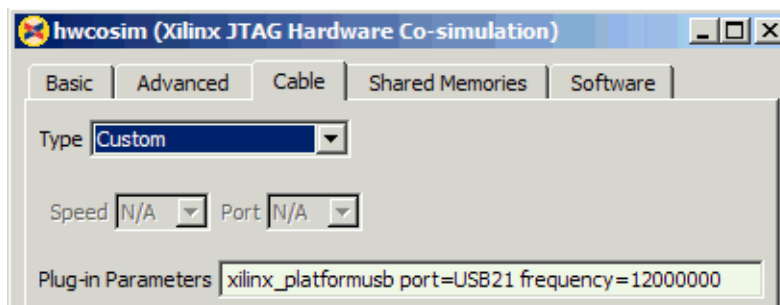 hwcosim (Xilinx JTAG Hardware Co-simulation)
Basic Advanced Cable Shared Memories Software
Type Custom
Speed N/A Port N/A
Plug-in Parameters xilinx_platformusb port=USB21 frequency=12000000